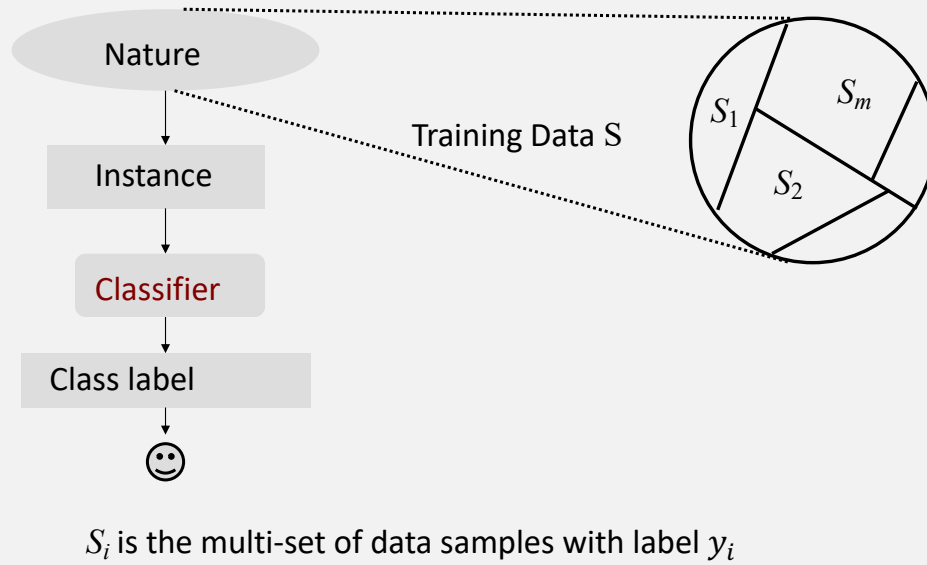 Nature
Instance
Classifier
Class label
Training Data S
S₁
S₂
Sₘ
Sᵢ is the multi-set of data samples with label yᵢ